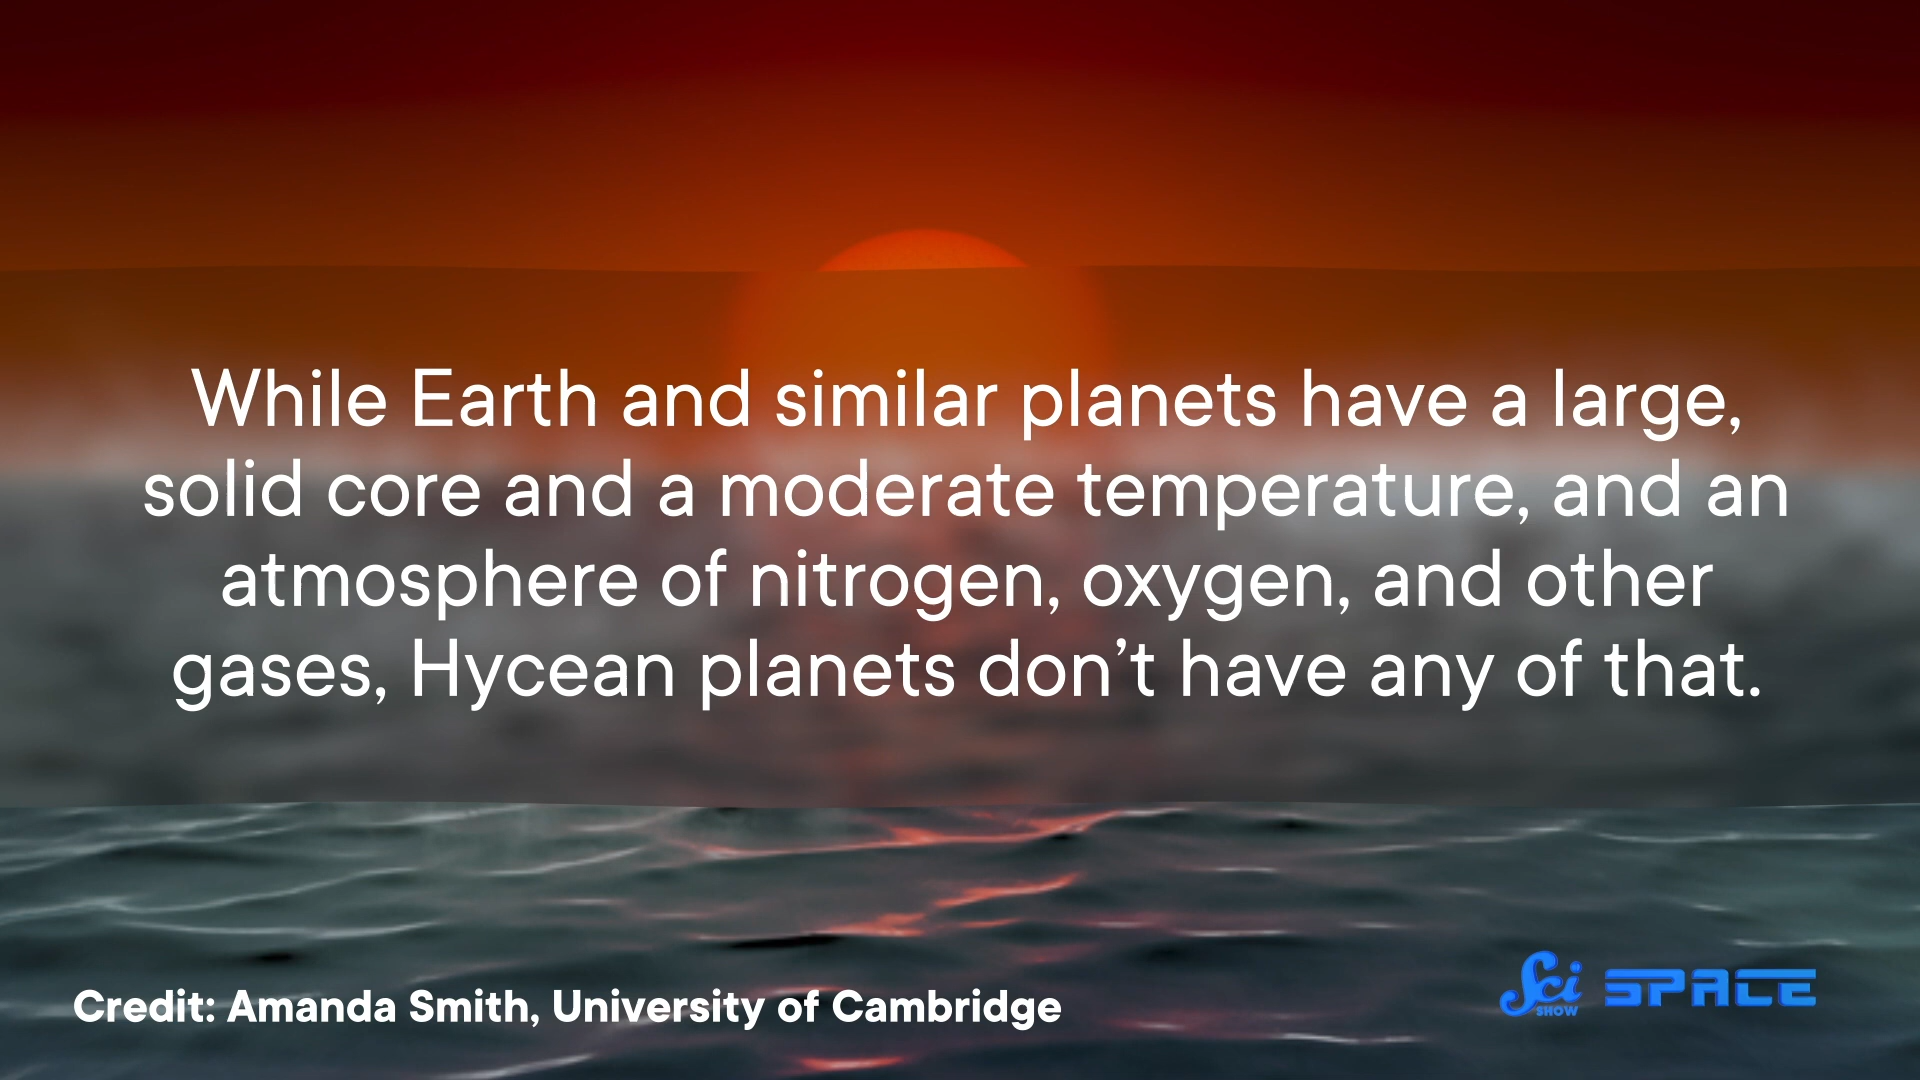 While Earth and similar planets have a large,
solid core and a moderate temperature, and an
atmosphere of nitrogen, oxygen, and other
gases, Hycean planets don’t have any of that.
Credit: Amanda Smith, University of Cambridge
Sci SHOW SPACE